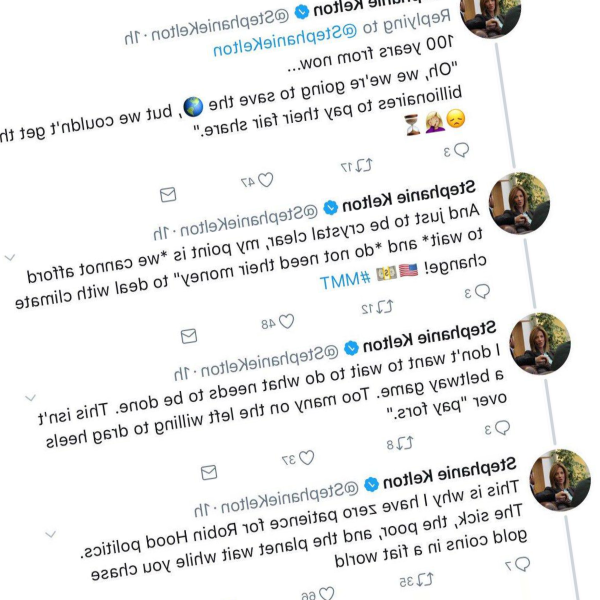 Stephanie Kelton @StephanieKelton · 1h
Replying to @StephanieKelton
100 years from now...
"Oh, we we're going to save the 🌎, but we couldn't get th
billionaires to pay their fair share."
😞🤦🏼‍♀️⏳
3 17 47
Stephanie Kelton @StephanieKelton · 1h
And just to be crystal clear, my point is *we cannot afford
to wait* and *do not need their money" to deal with climate
change! 🇺🇸💵 #MMT
3 12 48
Stephanie Kelton @StephanieKelton · 1h
I don't want to wait to do what needs to be done. This isn't
a beltway game. Too many on the left willing to drag heels
over "pay fors."
3 8 37
Stephanie Kelton @StephanieKelton · 1h
This is why I have zero patience for Robin Hood politics.
The sick, the poor, and the planet wait while you chase
gold coins in a fiat world
7 35 66